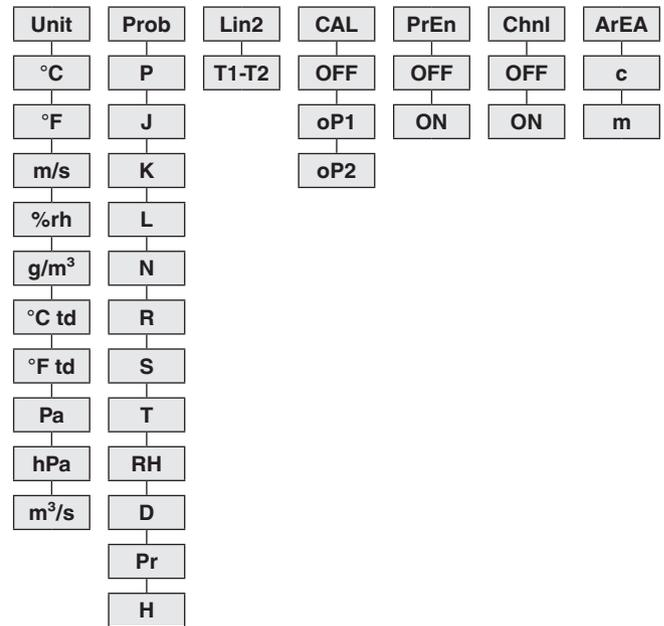 Unit Prob Lin2 CAL PrEn Chnl ArEA
°C P T1-T2 OFF OFF OFF c
°F J oP1 ON ON m
m/s K oP2
%rh L
g/m³ N
°C td R
°F td S
Pa T
hPa RH
m³/s D
Pr
H